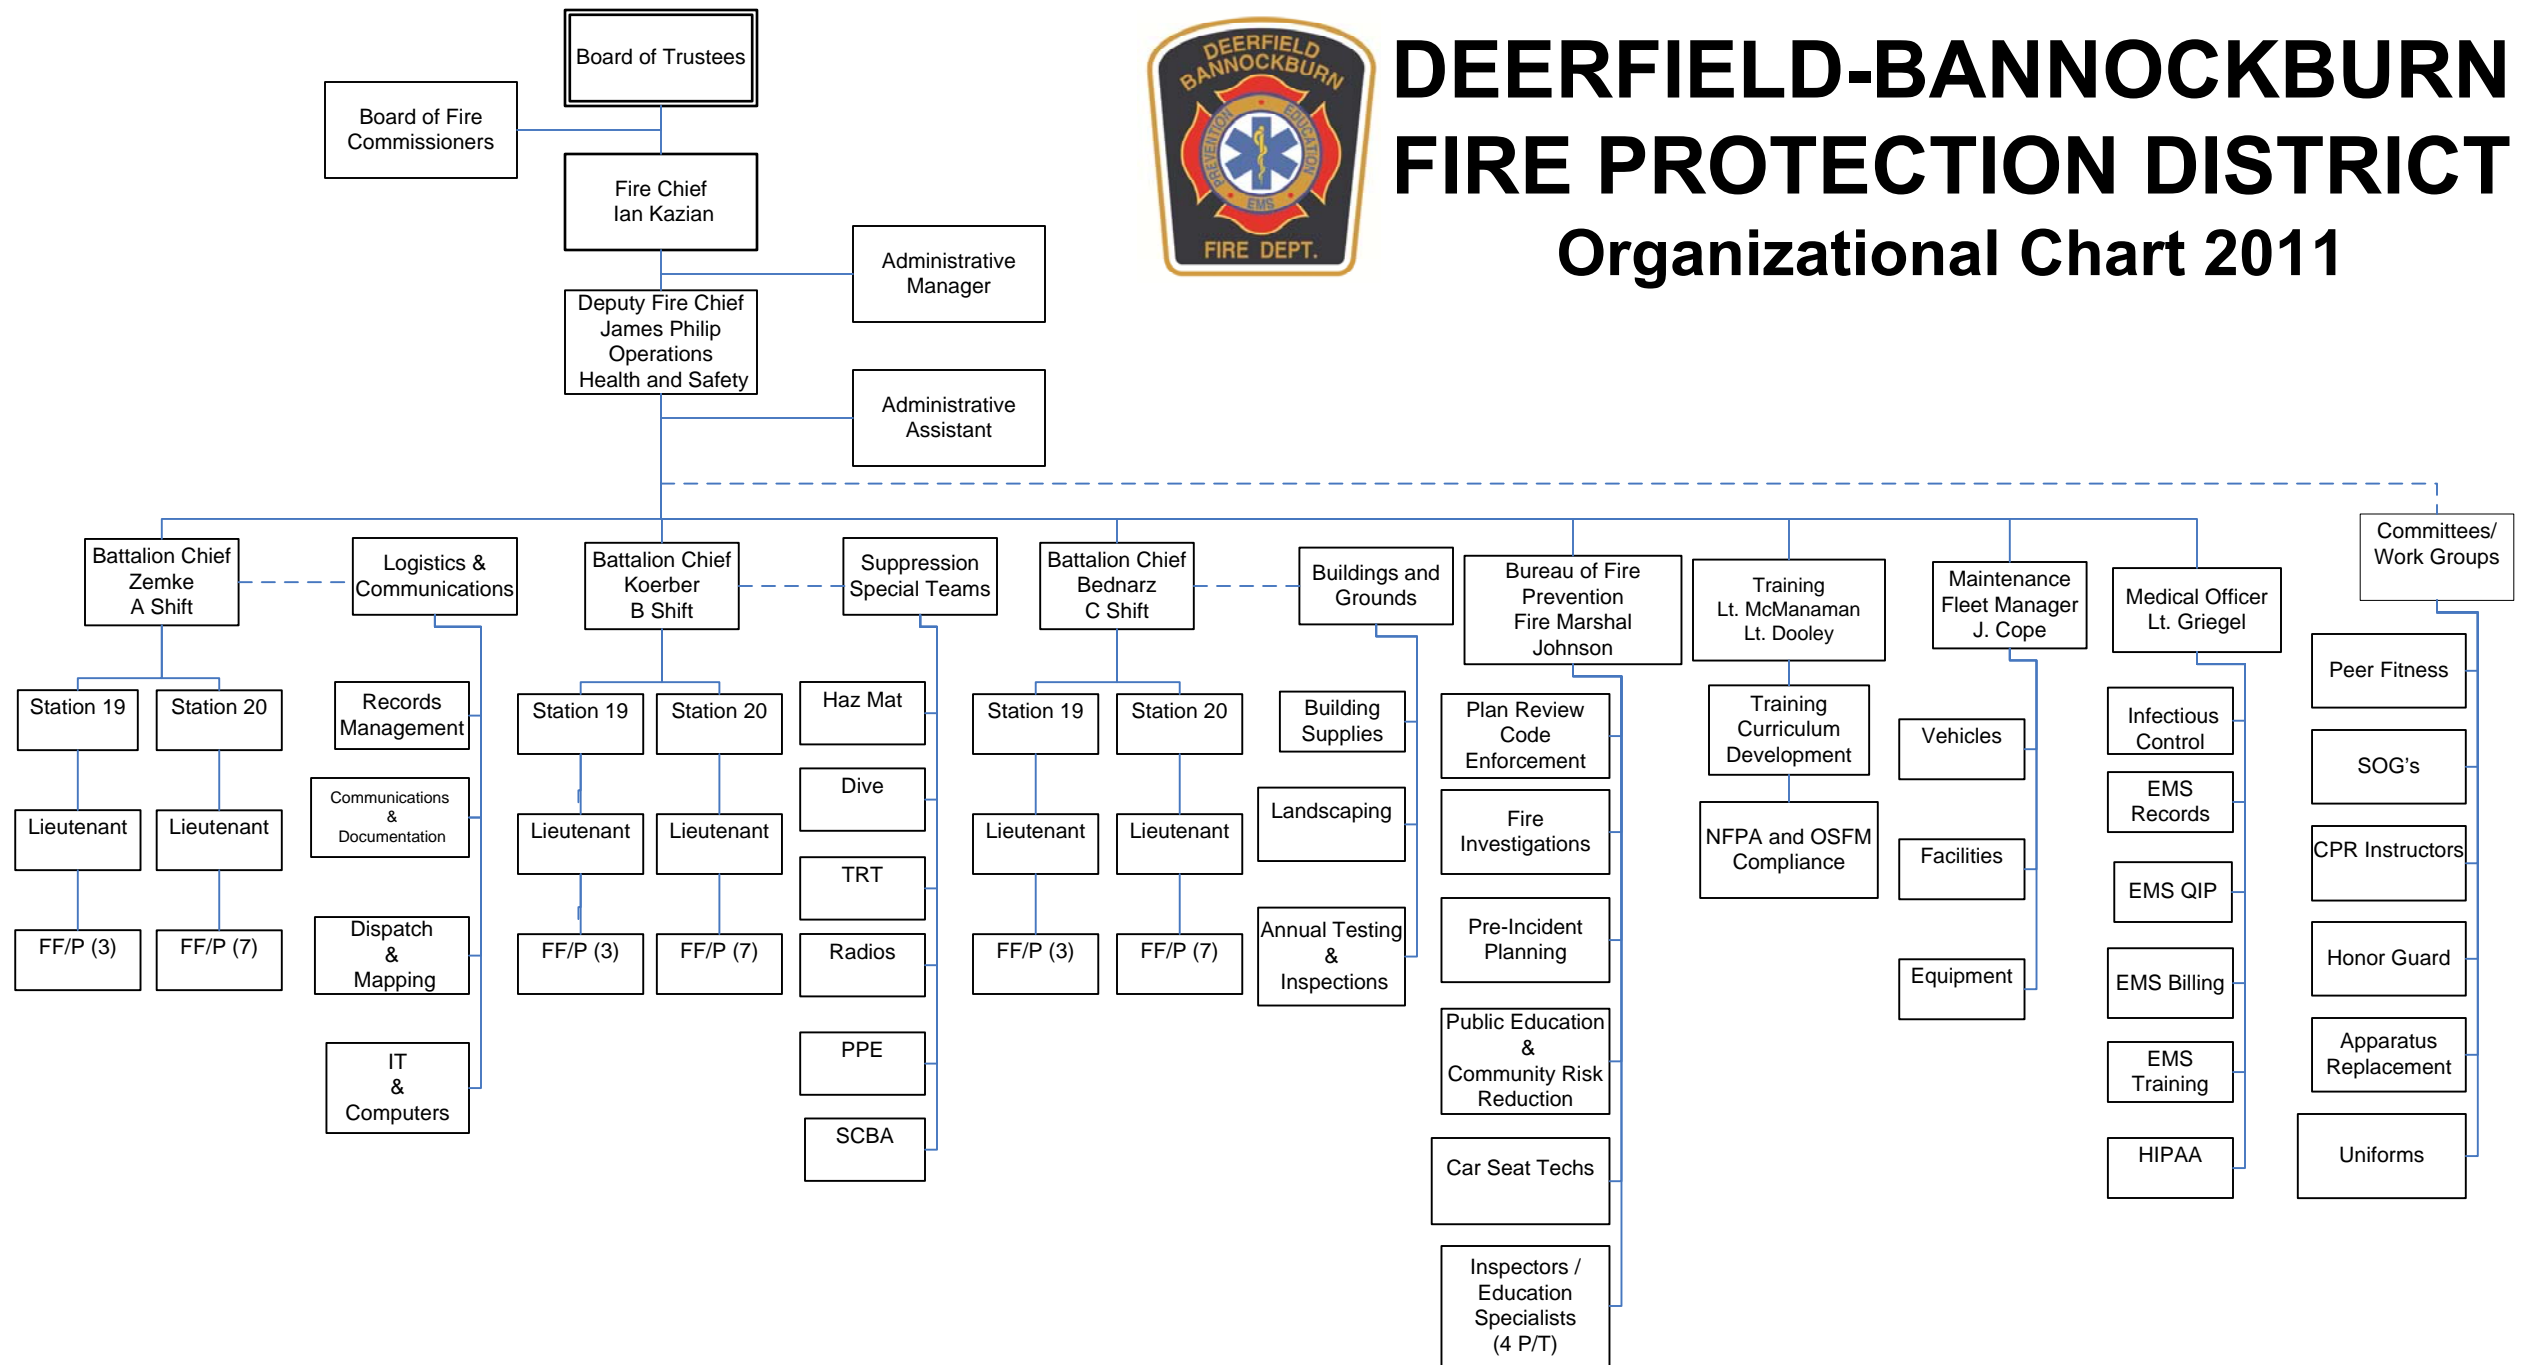 Board of Trustees
Board of Fire
Commissioners
Fire Chief
Ian Kazian
Administrative
Manager
Deputy Fire Chief
James Philip
Operations
Health and Safety
Administrative
Assistant
DEERFIELD
BANNOCKBURN
PREVENTION
EDUCATION
EMS
FIRE DEPT.
DEERFIELD-BANNOCKBURN
FIRE PROTECTION DISTRICT
Organizational Chart 2011
Battalion Chief
Zemke
A Shift
Station 19
Lieutenant
FF/P (3)
Station 20
Lieutenant
FF/P (7)
Logistics &
Communications
Records
Management
Communications
&
Documentation
Dispatch
&
Mapping
IT
&
Computers
Battalion Chief
Koerber
B Shift
Station 19
Lieutenant
FF/P (3)
Station 20
Lieutenant
FF/P (7)
Suppression
Special Teams
Haz Mat
Dive
TRT
Radios
PPE
SCBA
Battalion Chief
Bednarz
C Shift
Station 19
Lieutenant
FF/P (3)
Station 20
Lieutenant
FF/P (7)
Buildings and
Grounds
Building
Supplies
Landscaping
Annual Testing
&
Inspections
Bureau of Fire
Prevention
Fire Marshal
Johnson
Plan Review
Code
Enforcement
Fire
Investigations
Pre-Incident
Planning
Public Education
&
Community Risk
Reduction
Car Seat Techs
Inspectors /
Education
Specialists
(4 P/T)
Training
Lt. McManaman
Lt. Dooley
Training
Curriculum
Development
NFPA and OSFM
Compliance
Maintenance
Fleet Manager
J. Cope
Vehicles
Facilities
Equipment
Medical Officer
Lt. Griegel
Infectious
Control
EMS
Records
EMS QIP
EMS Billing
EMS
Training
HIPAA
Committees/
Work Groups
Peer Fitness
SOG's
CPR Instructors
Honor Guard
Apparatus
Replacement
Uniforms